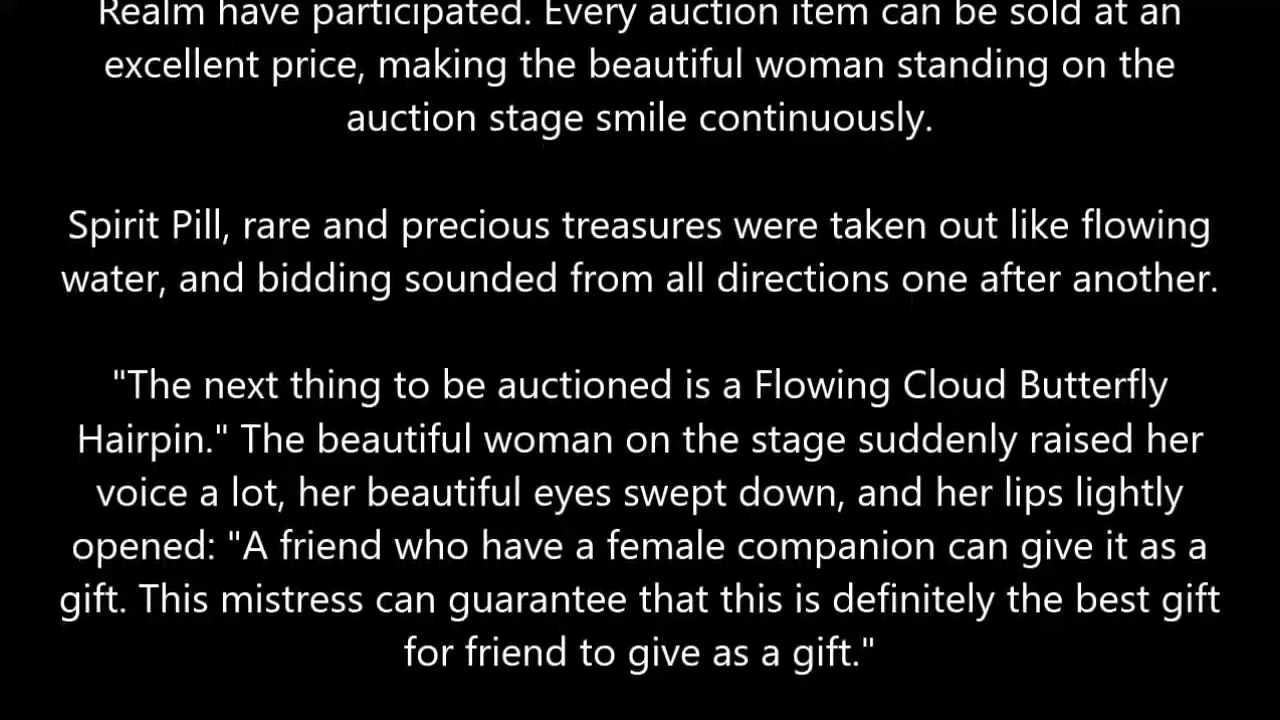 Realm have participated. Every auction item can be sold at an
excellent price, making the beautiful woman standing on the
auction stage smile continuously.
Spirit Pill, rare and precious treasures were taken out like flowing
water, and bidding sounded from all directions one after another.
"The next thing to be auctioned is a Flowing Cloud Butterfly
Hairpin." The beautiful woman on the stage suddenly raised her
voice a lot, her beautiful eyes swept down, and her lips lightly
opened: "A friend who have a female companion can give it as a
gift. This mistress can guarantee that this is definitely the best gift
for friend to give as a gift."